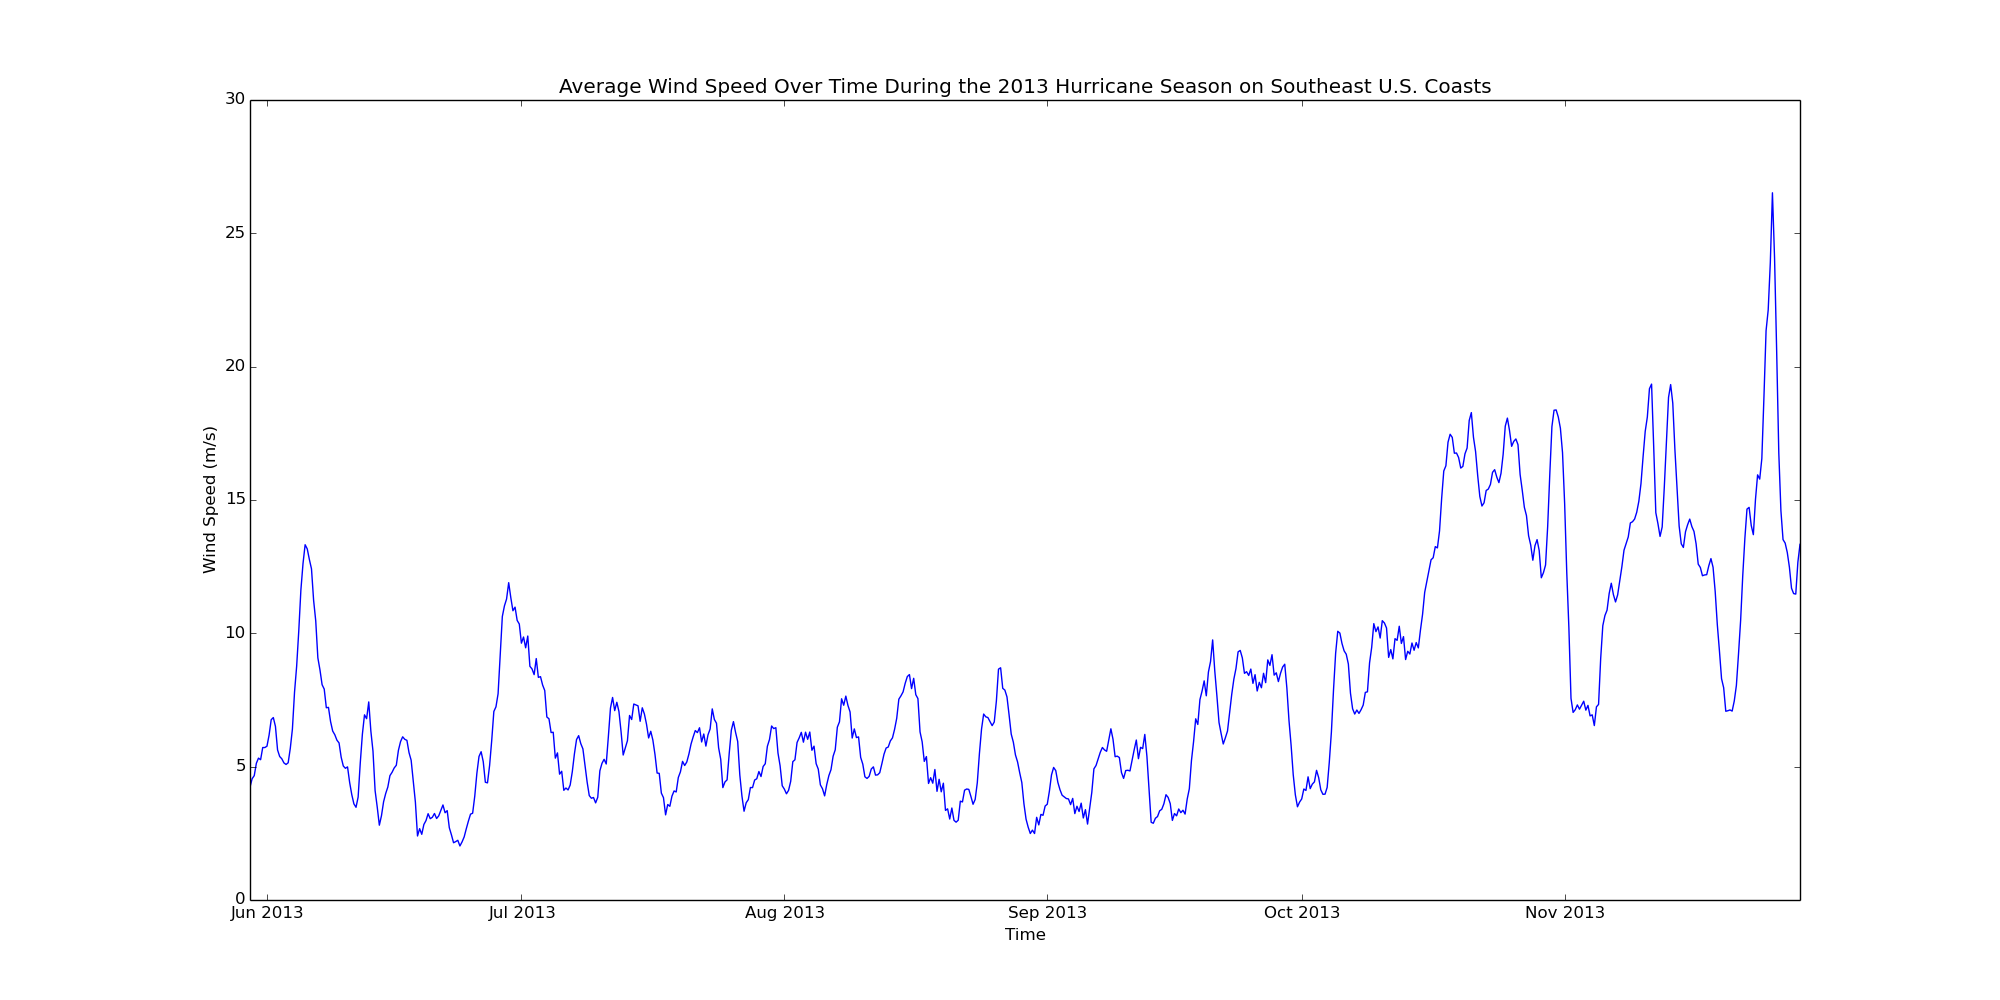 Average Wind Speed Over Time During the 2013 Hurricane Season on Southeast U.S. Coasts
30
25
20
15
10
5
0
Wind Speed (m/s)
Jun 2013 Jul 2013 Aug 2013 Sep 2013 Oct 2013 Nov 2013
Time